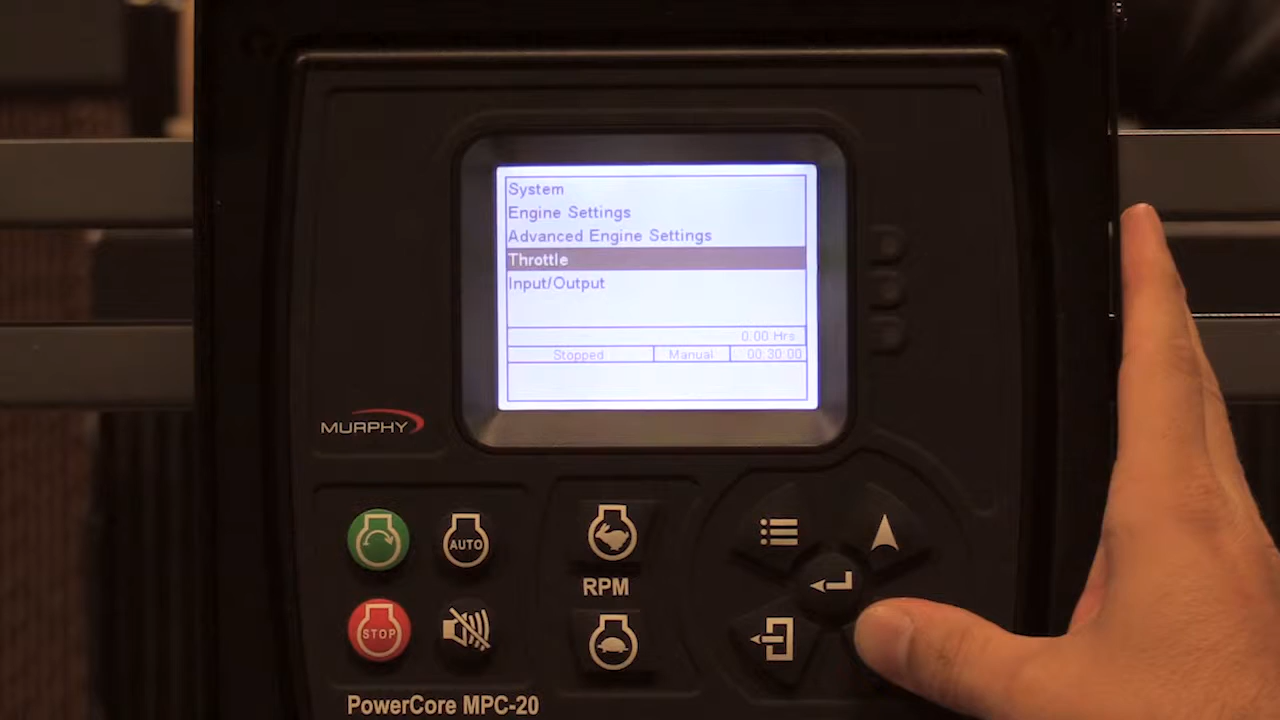 System
Engine Settings
Advanced Engine Settings
Throttle
Input/Output
0.00 Hrs
Stopped Manual 00:30:00
MURPHY
AUTO
RPM
STOP
PowerCore MPC-20